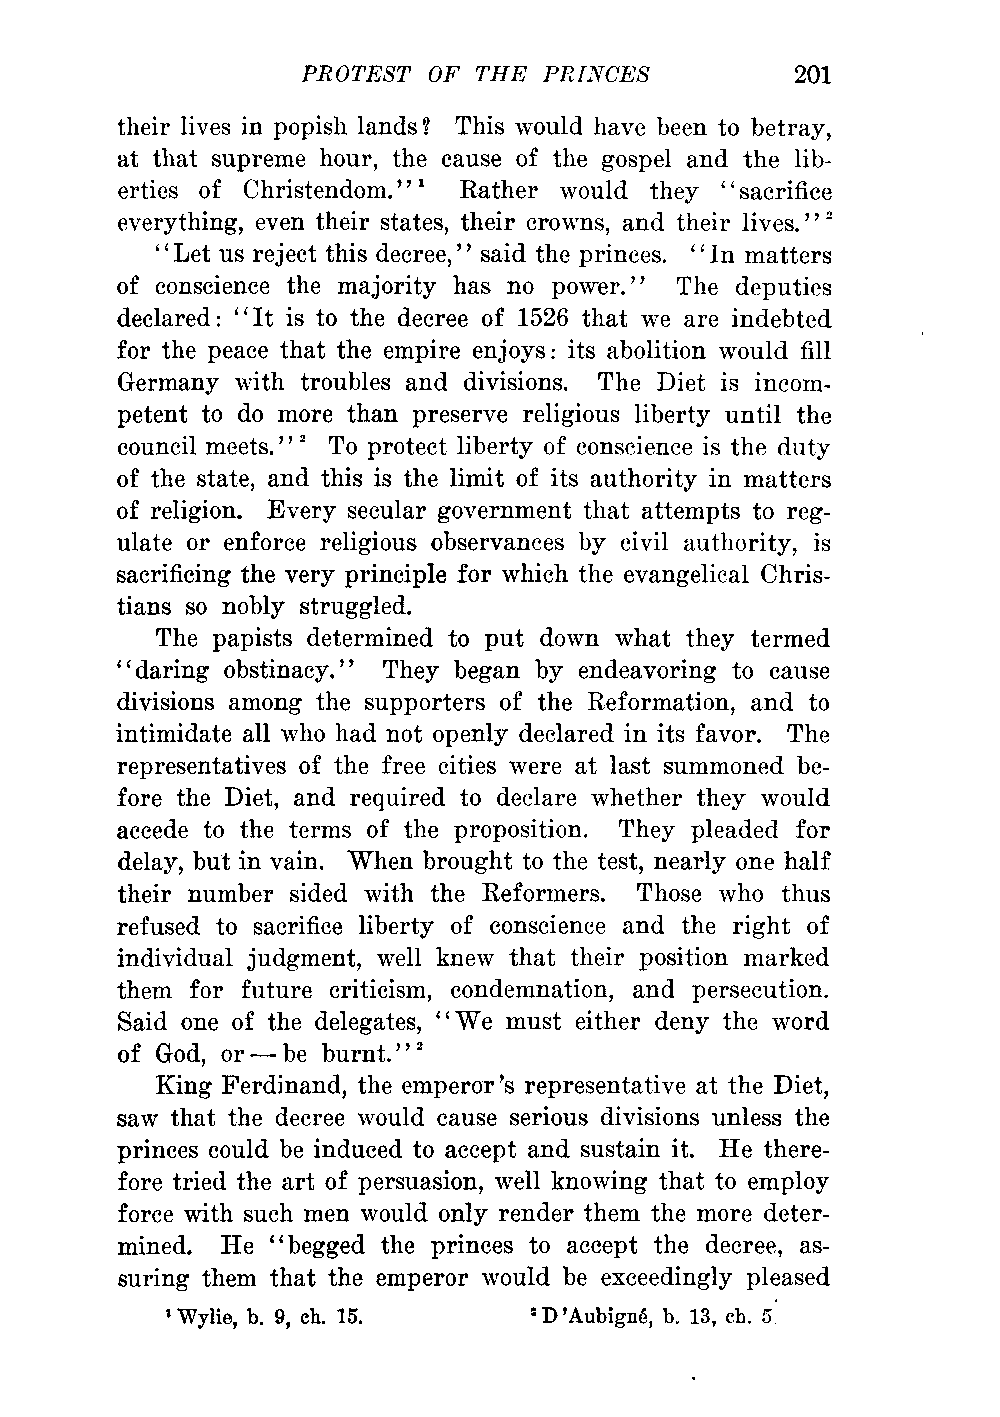 PROTEST OF THE PRINCES 201
their lives in popish lands? This would have been to betray,
at that supreme hour, the cause of the gospel and the lib-
erties of Christendom.''¹ Rather would they ''sacrifice
everything, even their states, their crowns, and their lives.''²
''Let us reject this decree,'' said the princes. ''In matters
of conscience the majority has no power.'' The deputies
declared: ''It is to the decree of 1526 that we are indebted
for the peace that the empire enjoys: its abolition would fill
Germany with troubles and divisions. The Diet is incom-
petent to do more than preserve religious liberty until the
council meets.''² To protect liberty of conscience is the duty
of the state, and this is the limit of its authority in matters
of religion. Every secular government that attempts to reg-
ulate or enforce religious observances by civil authority, is
sacrificing the very principle for which the evangelical Chris-
tians so nobly struggled.
The papists determined to put down what they termed
''daring obstinacy.'' They began by endeavoring to cause
divisions among the supporters of the Reformation, and to
intimidate all who had not openly declared in its favor. The
representatives of the free cities were at last summoned be-
fore the Diet, and required to declare whether they would
accede to the terms of the proposition. They pleaded for
delay, but in vain. When brought to the test, nearly one half
their number sided with the Reformers. Those who thus
refused to sacrifice liberty of conscience and the right of
individual judgment, well knew that their position marked
them for future criticism, condemnation, and persecution.
Said one of the delegates, ''We must either deny the word
of God, or — be burnt.''²
King Ferdinand, the emperor's representative at the Diet,
saw that the decree would cause serious divisions unless the
princes could be induced to accept and sustain it. He there-
fore tried the art of persuasion, well knowing that to employ
force with such men would only render them the more deter-
mined. He ''begged the princes to accept the decree, as-
suring them that the emperor would be exceedingly pleased
¹ Wylie, b. 9, ch. 15. ² D'Aubigné, b. 13, ch. 5.